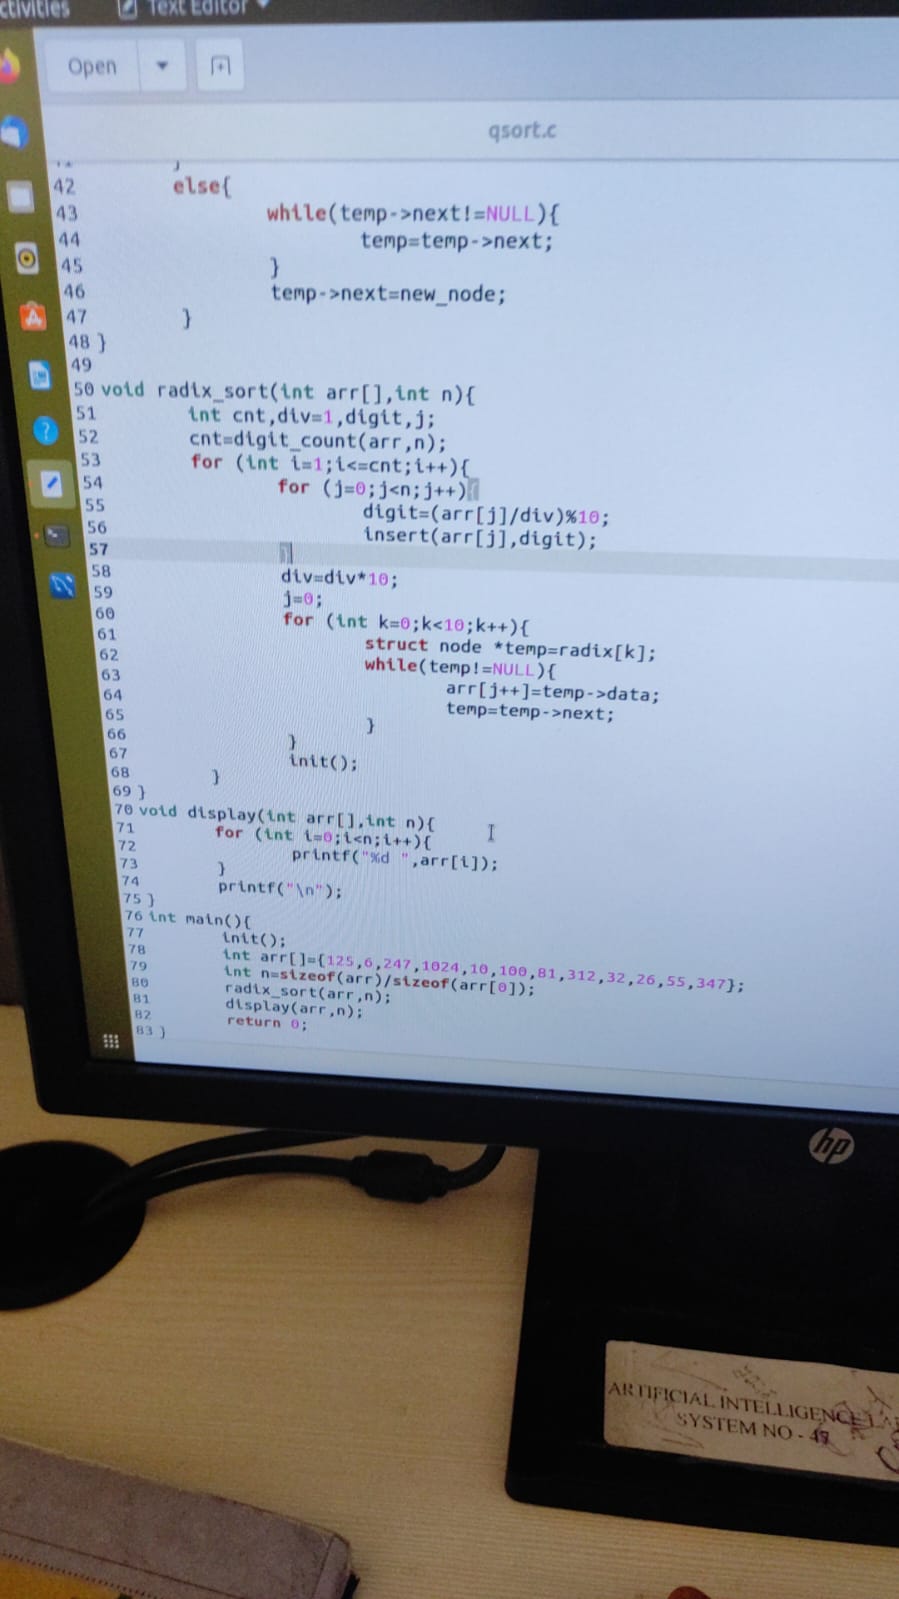 Text Editor
Open
qsort.c
42 else{
43 while(temp->next!=NULL){
44 temp=temp->next;
45 }
46 temp->next=new_node;
47 }
48 }
49
50 void radix_sort(int arr[],int n){
51 int cnt,div=1,digit,j;
52 cnt=digit_count(arr,n);
53 for (int i=1;i<=cnt;i++){
54 for (j=0;j<n;j++){
55 digit=(arr[j]/div)%10;
56 insert(arr[j],digit);
57 }
58 div=div*10;
59 j=0;
60 for (int k=0;k<10;k++){
61 struct node *temp=radix[k];
62 while(temp!=NULL){
63 arr[j++]=temp->data;
64 temp=temp->next;
65 }
66 }
67 init();
68 }
69 }
70 void display(int arr[],int n){
71 for (int i=0;i<n;i++){
72 printf("%d ",arr[i]);
73 }
74 printf("\n");
75 }
76 int main(){
77 init();
78 int arr[]={125,6,247,1024,10,100,81,312,32,26,55,347};
79 int n=sizeof(arr)/sizeof(arr[0]);
80 radix_sort(arr,n);
81 display(arr,n);
82 return 0;
83 }
hp
ARTIFICIAL INTELLIGENCE
SYSTEM NO -